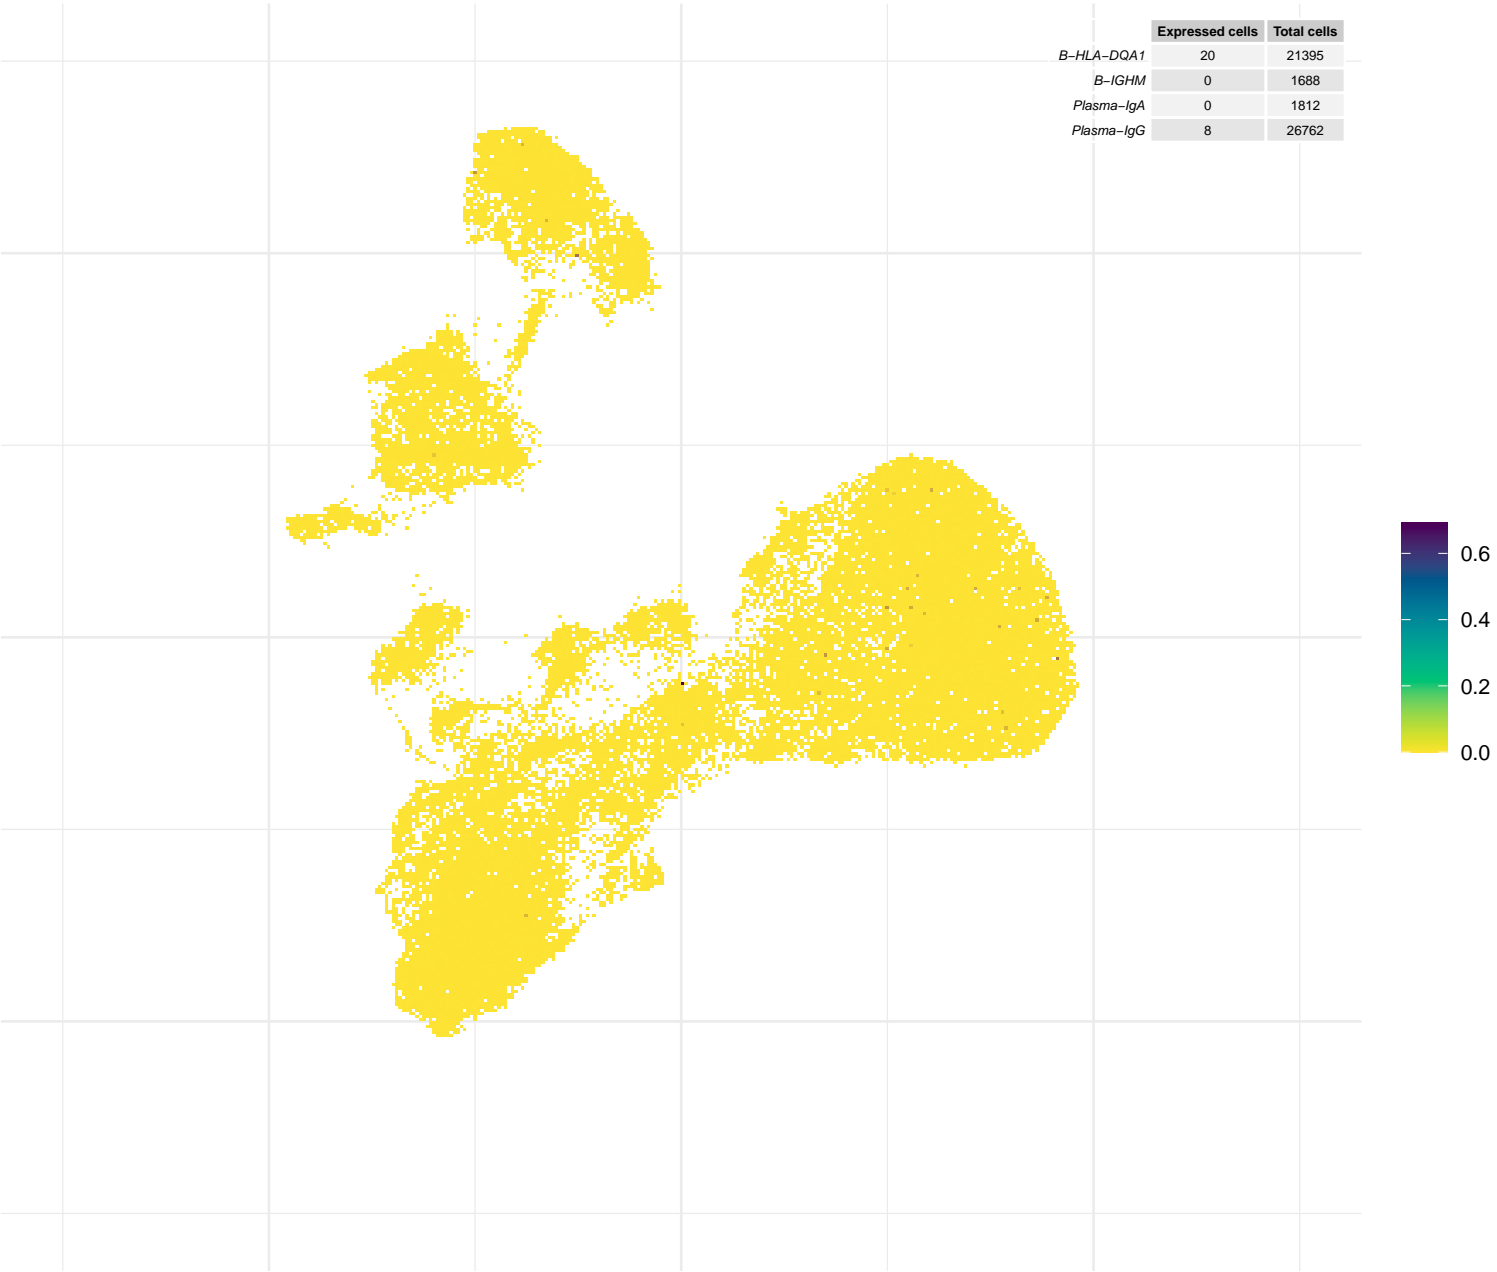 Expressed cells Total cells
B−HLA−DQA1 20 21395
B−IGHM 0 1688
Plasma−IgA 0 1812
Plasma−IgG 8 26762
0.6
0.4
0.2
0.0